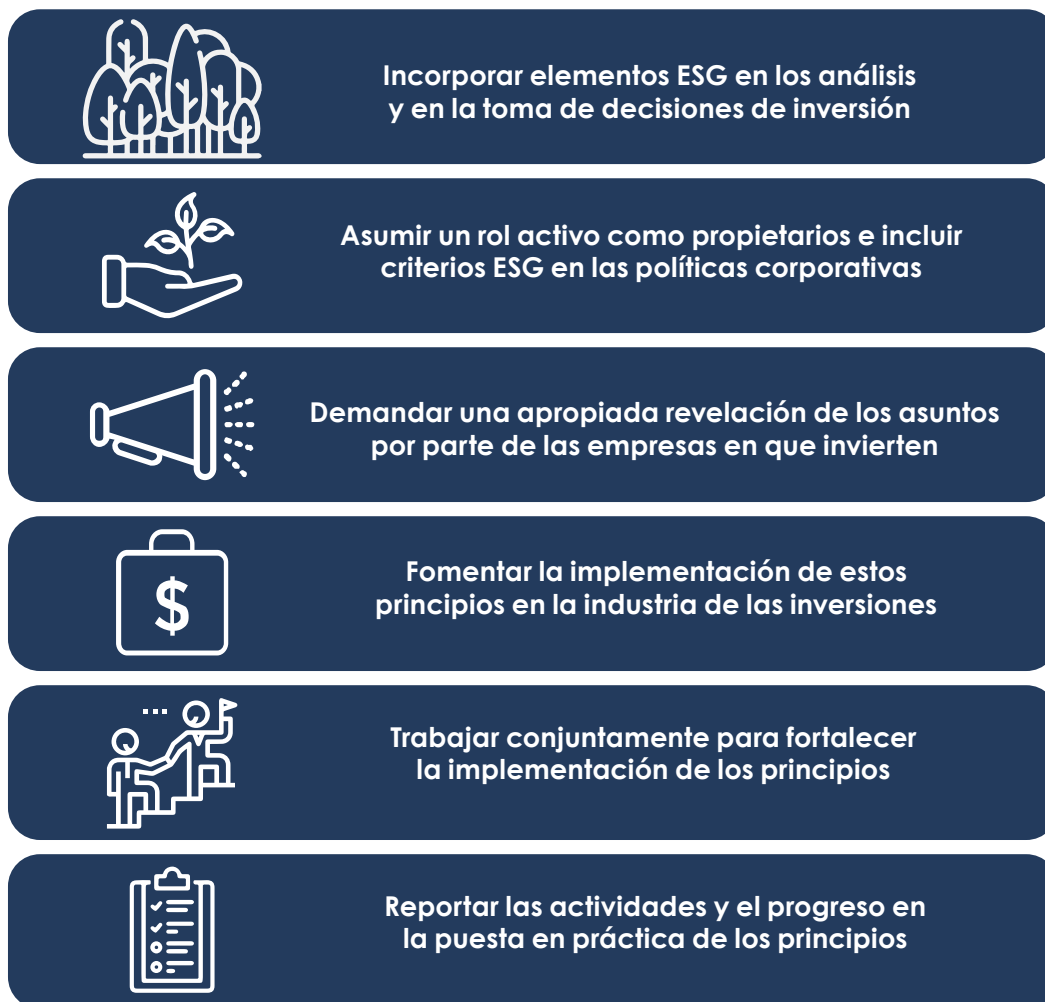 Incorporar elementos ESG en los análisis
y en la toma de decisiones de inversión
Asumir un rol activo como propietarios e incluir
criterios ESG en las políticas corporativas
Demandar una apropiada revelación de los asuntos
por parte de las empresas en que invierten
$
Fomentar la implementación de estos
principios en la industria de las inversiones
Trabajar conjuntamente para fortalecer
la implementación de los principios
Reportar las actividades y el progreso en
la puesta en práctica de los principios